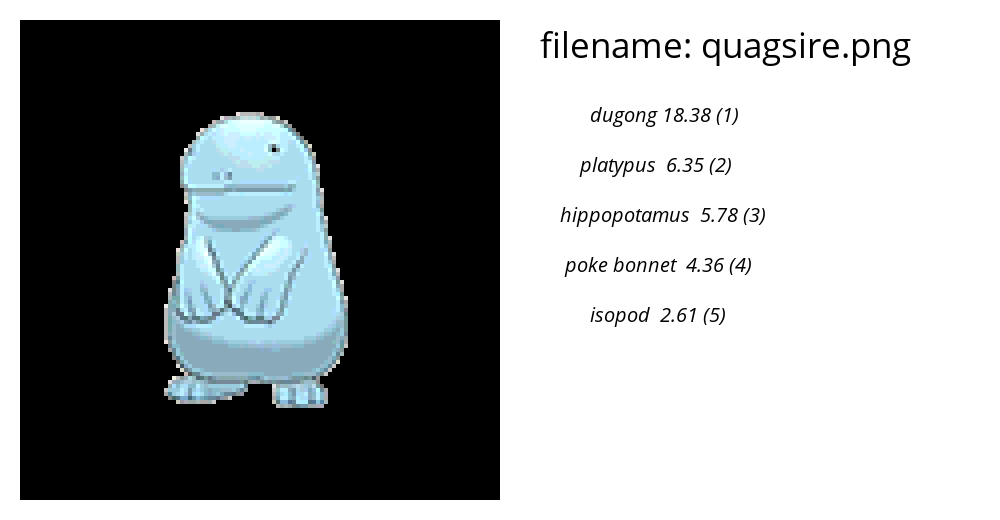 filename: quagsire.png
dugong 18.38 (1)
platypus 6.35 (2)
hippopotamus 5.78 (3)
poke bonnet 4.36 (4)
isopod 2.61 (5)